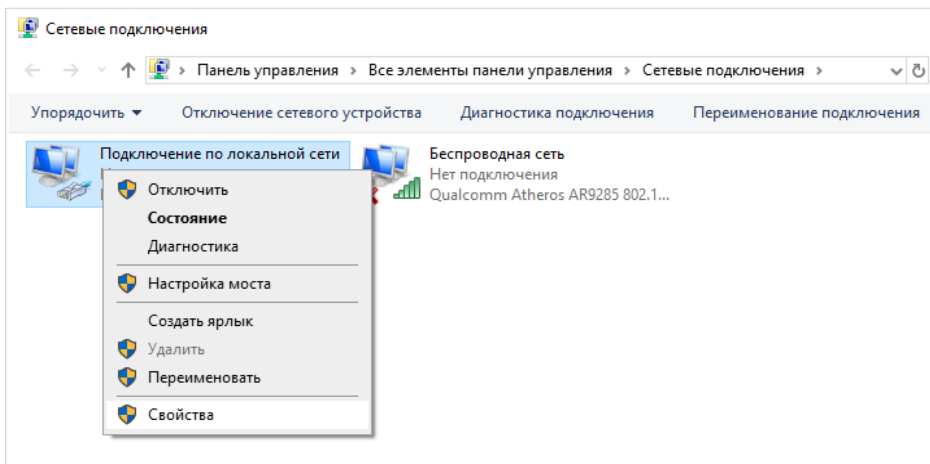 Сетевые подключения
Панель управления > Все элементы панели управления > Сетевые подключения >
Упорядочить Отключение сетевого устройства Диагностика подключения Переименование подключения
Подключение по локальной сети
Беспроводная сеть
Нет подключения
Qualcomm Atheros AR9285 802.1...
Отключить
Состояние
Диагностика
Настройка моста
Создать ярлык
Удалить
Переименовать
Свойства